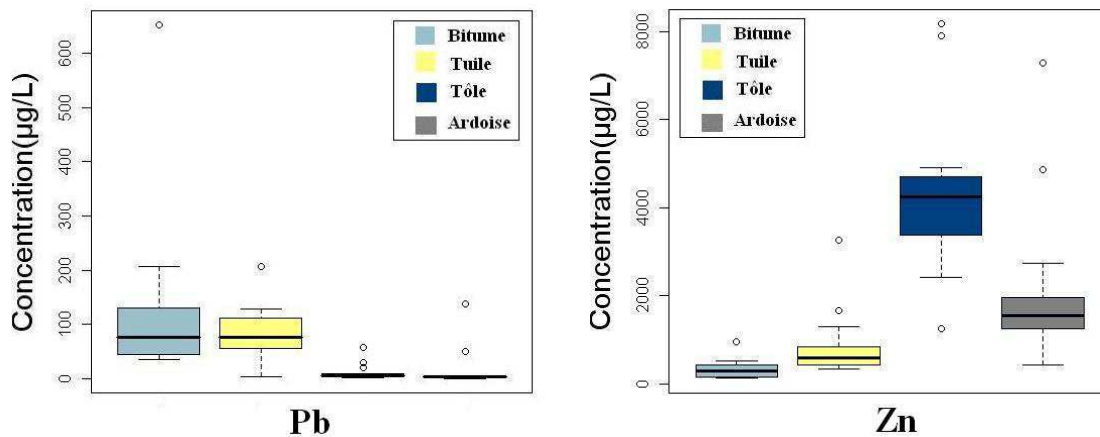 Concentration(µg/L)
600
500
400
300
200
100
0
Bitume
Tuile
Tôle
Ardoise
Pb
Concentration(µg/L)
8000
6000
4000
2000
0
Bitume
Tuile
Tôle
Ardoise
Zn